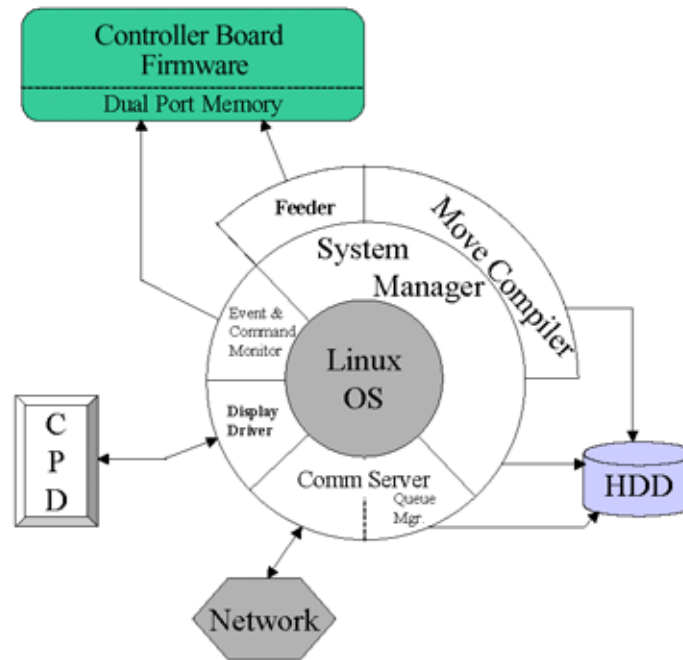 Controller Board
Firmware
Dual Port Memory
Feeder
Move Compiler
System
Manager
Event &
Command
Monitor
Linux
OS
Display
Driver
C
P
D
Comm Server
Queue
Mgr.
HDD
Network